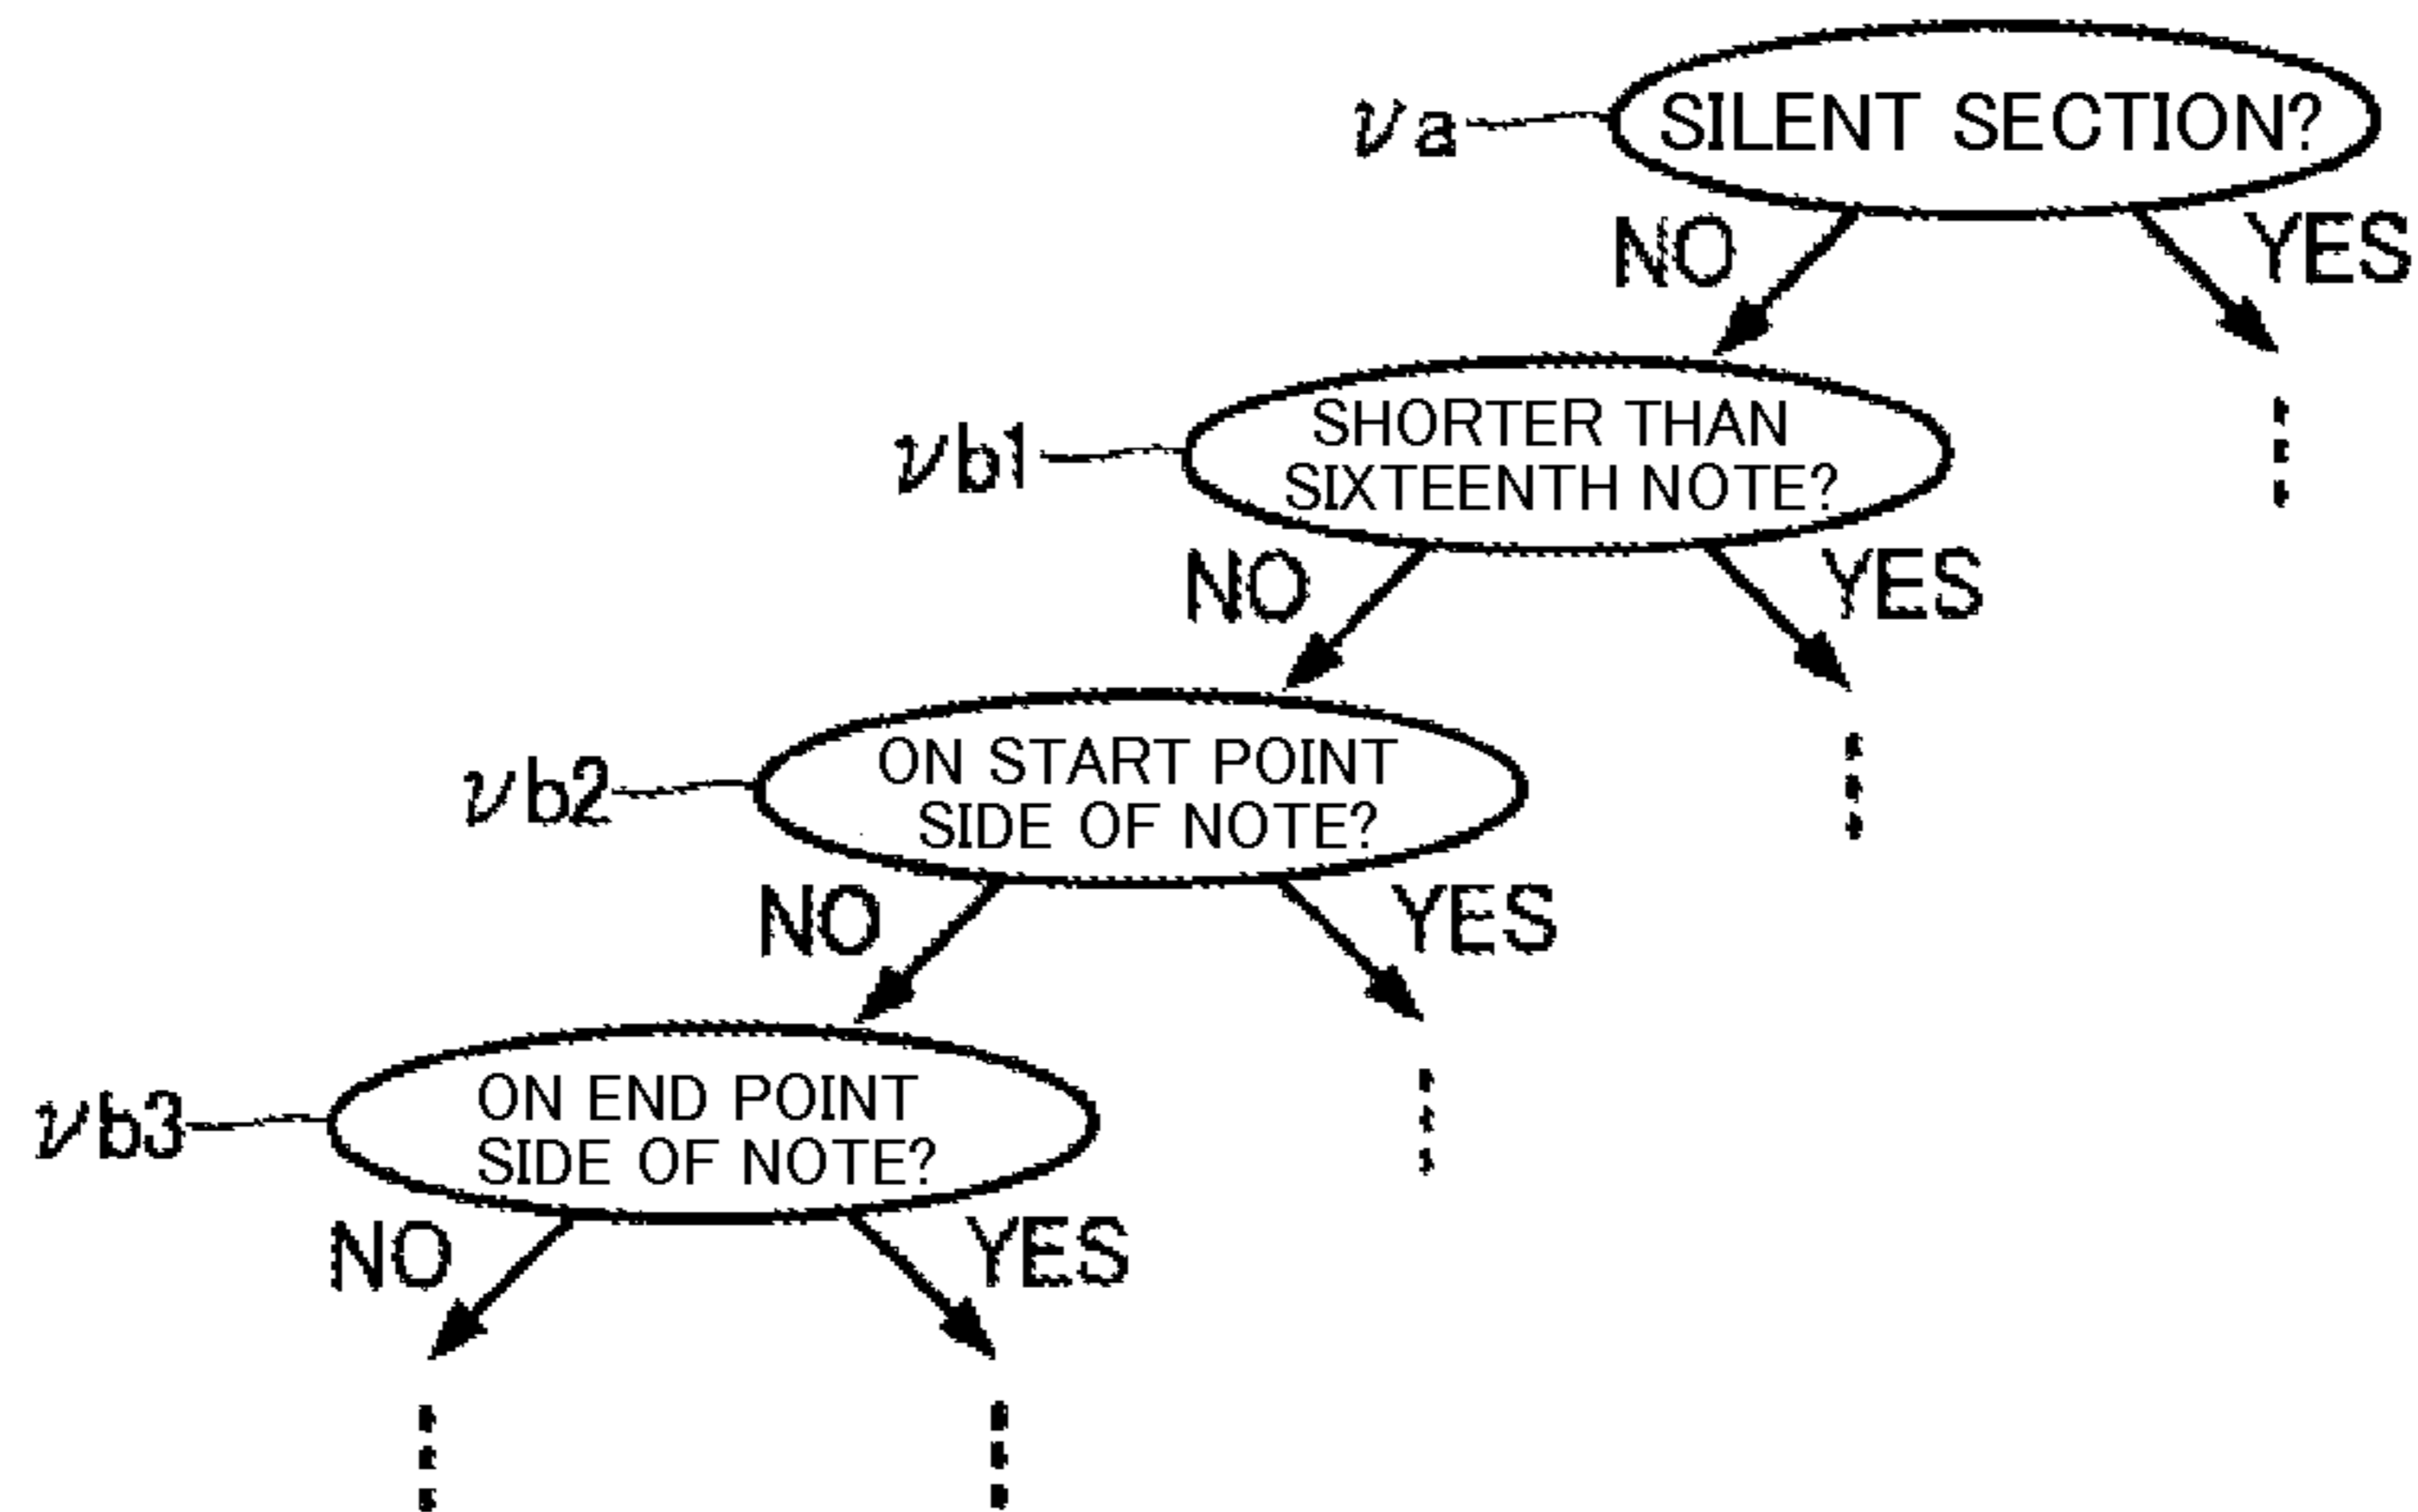 νa
SILENT SECTION?
NO
YES
νb1
SHORTER THAN
SIXTEENTH NOTE?
NO
YES
νb2
ON START POINT
SIDE OF NOTE?
NO
YES
νb3
ON END POINT
SIDE OF NOTE?
NO
YES